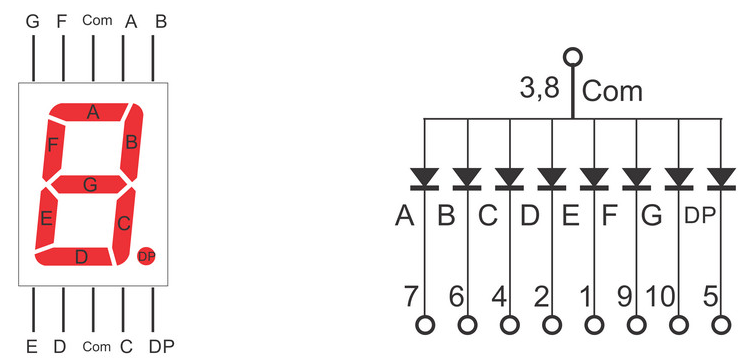 G F Com A B
A
F B
G
E C
D DP
E D Com C DP
3,8 Com
A B C D E F G DP
7 6 4 2 1 9 10 5